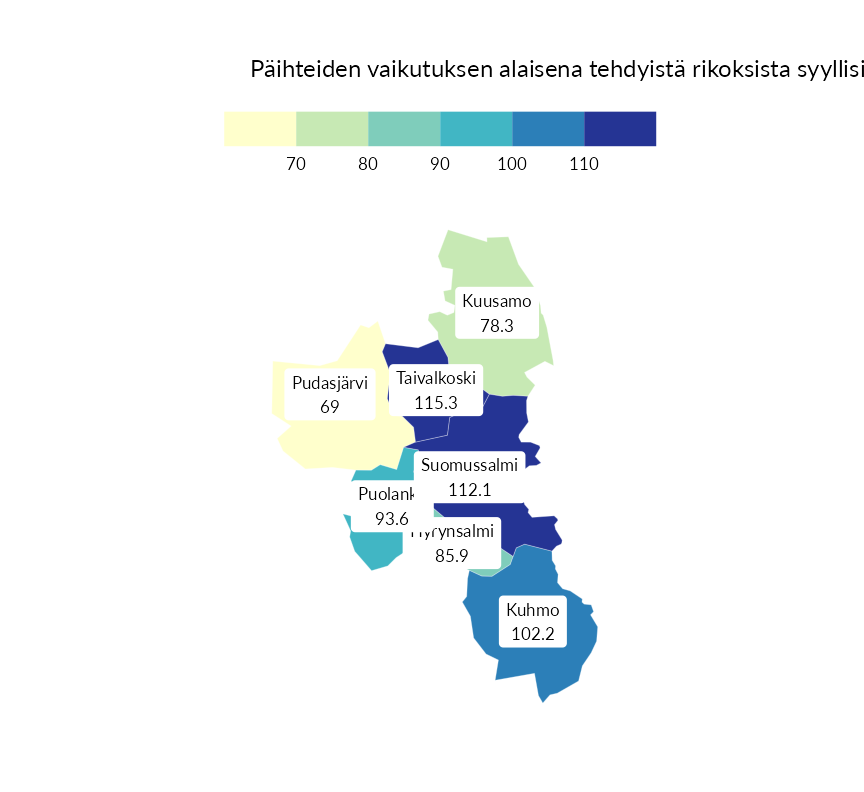 Päihteiden vaikutuksen alaisena tehdyistä rikoksista syyllisi
70 80 90 100 110
Kuusamo
78.3
Taivalkoski
115.3
Pudasjärvi
69
Suomussalmi
112.1
Puolank
93.6
Hyrynsalmi
85.9
Kuhmo
102.2